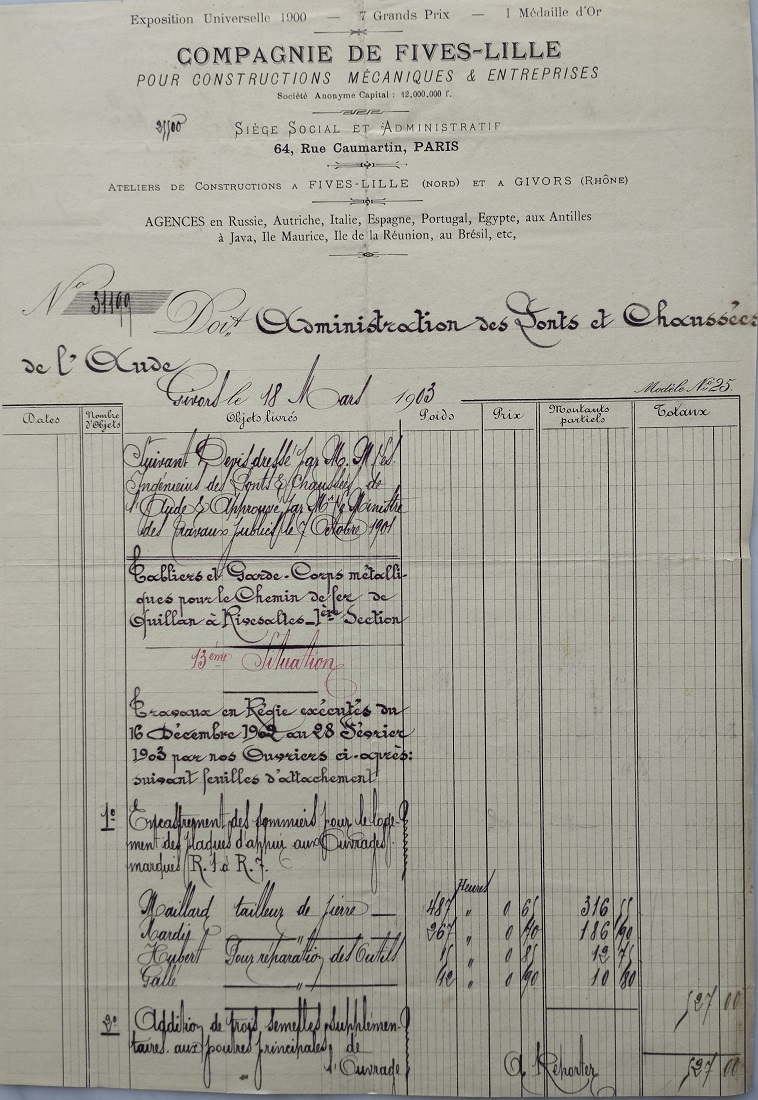 Exposition Universelle 1900 — 7 Grands Prix — 1 Médaille d'Or
COMPAGNIE DE FIVES-LILLE
POUR CONSTRUCTIONS MÉCANIQUES & ENTREPRISES
Société Anonyme Capital : 12,000,000 f.
SIÈGE SOCIAL ET ADMINISTRATIF
64, Rue Caumartin, PARIS
ATELIERS DE CONSTRUCTIONS A FIVES-LILLE (NORD) ET A GIVORS (RHÔNE)
AGENCES en Russie, Autriche, Italie, Espagne, Portugal, Egypte, aux Antilles
à Java, Ile Maurice, Ile de la Réunion, au Brésil, etc,
No 31199 Doit Administration des Ponts et Chaussées
de l'Aude
Givors le 18 Mars 1903
Modèle No 25.
Dates Nombre d'Objets Objets livrés Poids Prix Montants partiels Totaux
Suivant Devis dressé par M. M les
Ingénieurs des Ponts & Chaussées de
l'Aude & Approuvé par Mr le Ministre
des Travaux publics le 7 Octobre 1901
Tabliers et Garde-Corps métalli-
ques pour le Chemin de fer de
Quillan à Rivesaltes - 1ère Section
13ème Situation
Travaux en Régie exécutés du
16 Décembre 1902 au 28 Février
1903 par nos Ouvriers ci-après:
suivant feuilles d'attachement
1° Encastrement des sommiers pour le loge-
ment des plaques d'appui aux Ouvrages
marqués R. 1 à R. 7.
Heures
Maillard tailleur de pierre — 487 " 0 65 316 55
267 " 0 70 186 90
Hubert Pour réparation des Outils 15 " 0 85 12 75
Galle " 12 " 0 90 10 80
527 00
2° Addition de trois semelles supplémen-
taires aux poutres principales de
l'Ouvrage
A Reporter 527 00